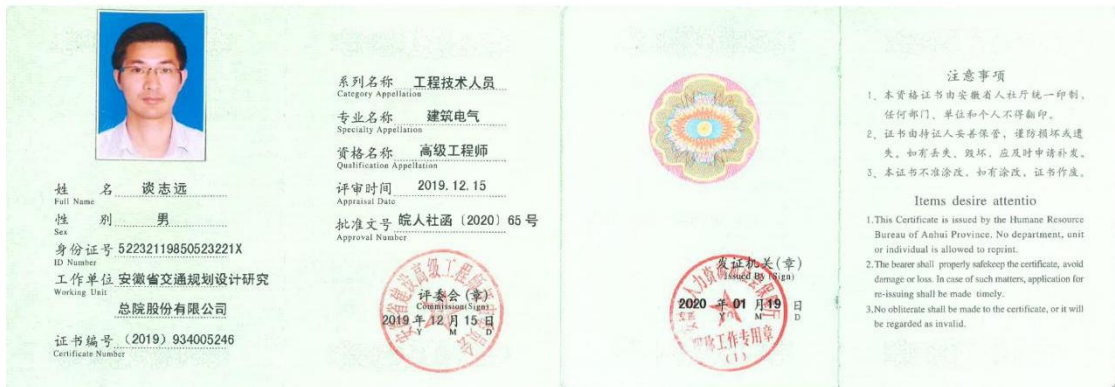 姓 名 谈志远
Full Name
性 别 男
Sex
身份证号 52232119850523221X
ID Number
工作单位 安徽省交通规划设计研究
Working Unit
总院股份有限公司
证书编号 (2019) 934005246
Certificate Number
系列名称 工程技术人员
Category Appellation
专业名称 建筑电气
Specialty Appellation
资格名称 高级工程师
Qualification Appellation
评审时间 2019.12.15
Appraisal Date
批准文号 皖人社函〔2020〕65号
Approval Number
评委会(章)
Commission(Sign)
2019 年 12 月 15 日
Y M D
发证机关(章)
Issued By (Sign)
2020 年 01 月 19 日
Y M D
职称工作专用章
(1)
注意事项
1、本资格证书由安徽省人社厅统一印制,
任何部门、单位和个人不得翻印。
2、证书由持证人妥善保管,谨防损坏或遗
失。如有丢失、毁坏,应及时申请补发。
3、本证书不准涂改,如有涂改,证书作废。
Items desire attentio
1.This Certificate is issued by the Humane Resource
Bureau of Anhui Province. No department, unit
or individual is allowed to reprint.
2.The bearer shall properly safekeep the certificate, avoid
damage or loss. In case of such matters, application for
re-issuing shall be made timely.
3.No obliterate shall be made to the certificate, or it will
be regarded as invalid.